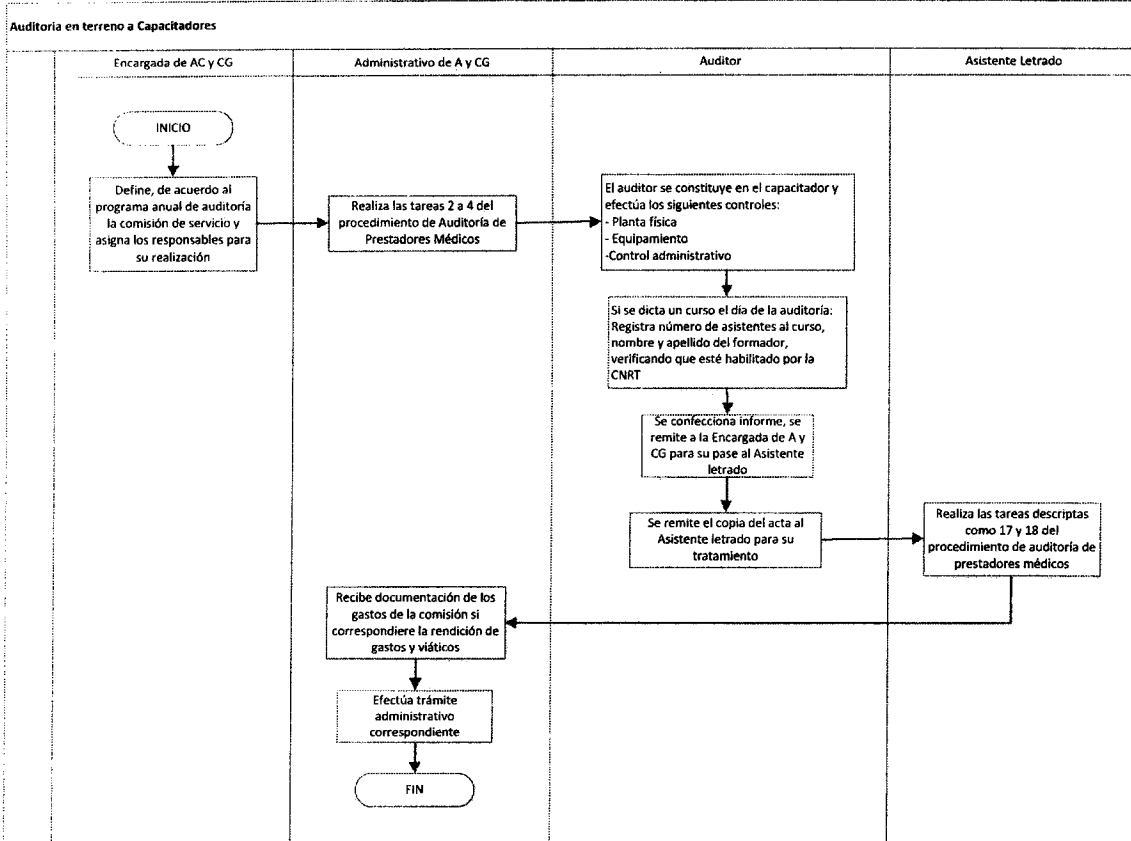 Auditoria en terreno a Capacitadores
Encargada de AC y CG
Administrativo de A y CG
Auditor
Asistente Letrado
INICIO
Define, de acuerdo al
programa anual de auditoría
la comisión de servicio y
asigna los responsables para
su realización
Realiza las tareas 2 a 4 del
procedimiento de Auditoría de
Prestadores Médicos
El auditor se constituye en el capacitador y
efectúa los siguientes controles:
- Planta física
- Equipamiento
-Control administrativo
Si se dicta un curso el día de la auditoría:
Registra número de asistentes al curso,
nombre y apellido del formador,
verificando que esté habilitado por la
CNRT
Se confecciona informe, se
remite a la Encargada de A y
CG para su pase al Asistente
letrado
Se remite el copia del acta al
Asistente letrado para su
tratamiento
Realiza las tareas descriptas
como 17 y 18 del
procedimiento de auditoría de
prestadores médicos
Recibe documentación de los
gastos de la comisión si
correspondiere la rendición de
gastos y viáticos
Efectúa trámite
administrativo
correspondiente
FIN